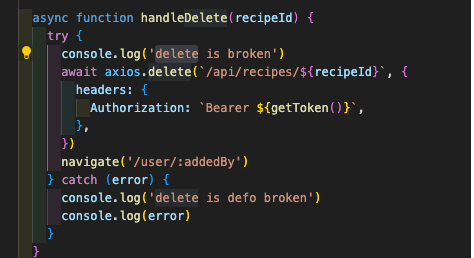 async function handleDelete(recipeId) {
try {
console.log('delete is broken')
await axios.delete(`/api/recipes/${recipeId}`, {
headers: {
Authorization: `Bearer ${getToken()}`,
},
})
navigate('/user/:addedBy')
} catch (error) {
console.log('delete is defo broken')
console.log(error)
}
}